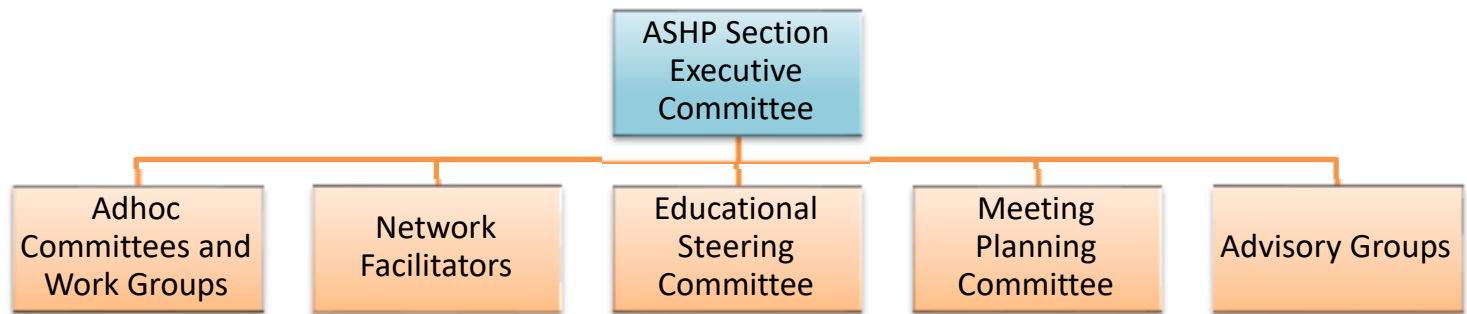 ASHP Section
Executive
Committee
Adhoc
Committees and
Work Groups
Network
Facilitators
Educational
Steering
Committee
Meeting
Planning
Committee
Advisory Groups